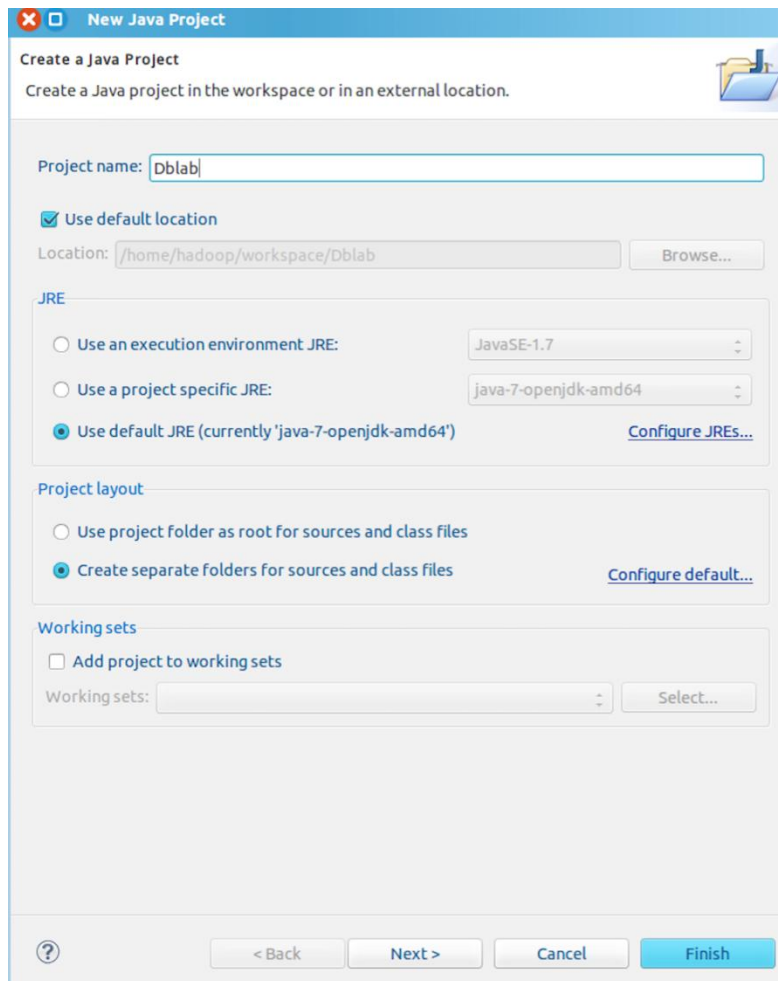 New Java Project
Create a Java Project
Create a Java project in the workspace or in an external location.
Project name: Dblab
Use default location
Location: /home/hadoop/workspace/Dblab Browse...
JRE
Use an execution environment JRE: JavaSE-1.7
Use a project specific JRE: java-7-openjdk-amd64
Use default JRE (currently 'java-7-openjdk-amd64') Configure JREs...
Project layout
Use project folder as root for sources and class files
Create separate folders for sources and class files Configure default...
Working sets
Add project to working sets
Working sets: Select...
? < Back Next > Cancel Finish